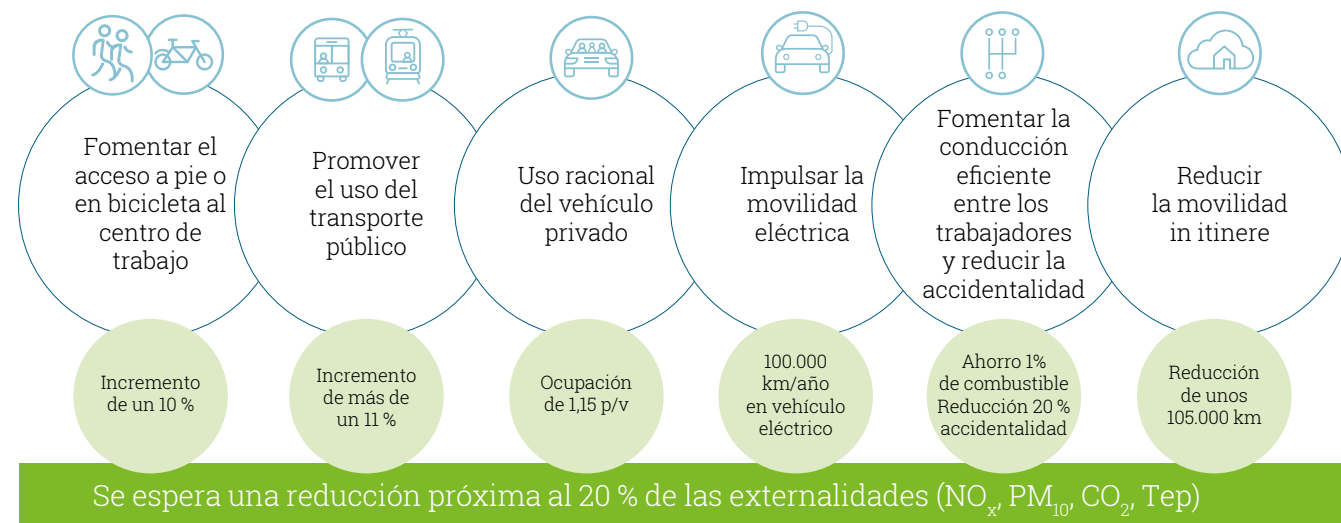 Fomentar el
acceso a pie o
en bicicleta al
centro de
trabajo
Promover
el uso del
transporte
público
Uso racional
del vehículo
privado
Impulsar la
movilidad
eléctrica
Fomentar la
conducción
eficiente
entre los
trabajadores
y reducir la
accidentalidad
Reducir
la movilidad
in itinere
Incremento
de un 10 %
Incremento
de más de
un 11 %
Ocupación
de 1,15 p/v
100.000
km/año
en vehículo
eléctrico
Ahorro 1%
de combustible
Reducción 20 %
accidentalidad
Reducción
de unos
105.000 km
Se espera una reducción próxima al 20 % de las externalidades (NOₓ, PM₁₀, CO₂, Tep)